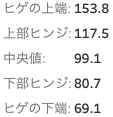 ヒゲの上端: 153.8
上部ヒンジ: 117.5
中央値: 99.1
下部ヒンジ: 80.7
ヒゲの下端: 69.1